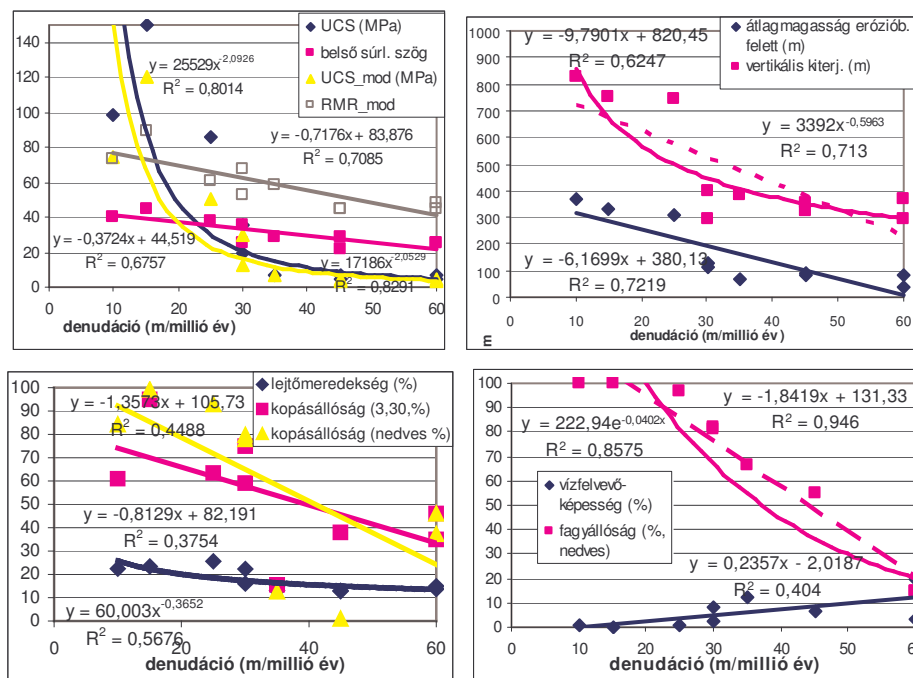 140
120
100
80
60
40
20
0
0 10 20 30 40 50 60
denudáció (m/millió év)
UCS (MPa)
belső súrl. szög
UCS_mod (MPa)
RMR_mod
y = 25529x^-2,0926
R² = 0,8014
y = -0,7176x + 83,876
R² = 0,7085
y = -0,3724x + 44,519
R² = 0,6757
y = 17186x^-2,0529
R² = 0,8291
1000
900
800
700
600
500
400
300
200
100
0
0 10 20 30 40 50 60
denudáció (m/millió év)
m
átlagmagasság eróziób. felett (m)
vertikális kiterj. (m)
y = -9,7901x + 820,45
R² = 0,6247
y = 3392x^-0,5963
R² = 0,713
y = -6,1699x + 380,13
R² = 0,7219
100
90
80
70
60
50
40
30
20
10
0
0 10 20 30 40 50 60
denudáció (m/millió év)
lejtőmeredekség (%)
kopásállóság (3,30,%)
kopásállóság (nedves %)
y = -1,3573x + 105,73
R² = 0,4488
y = -0,8129x + 82,191
R² = 0,3754
y = 60,003x^-0,3652
R² = 0,5676
100
90
80
70
60
50
40
30
20
10
0
0 10 20 30 40 50 60
denudáció (m/millió év)
y = -1,8419x + 131,33
R² = 0,946
y = 222,94e^-0,0402x
R² = 0,8575
vízfelvevő-
képesség (%)
fagyállóság (%,
nedves)
y = 0,2357x - 2,0187
R² = 0,404